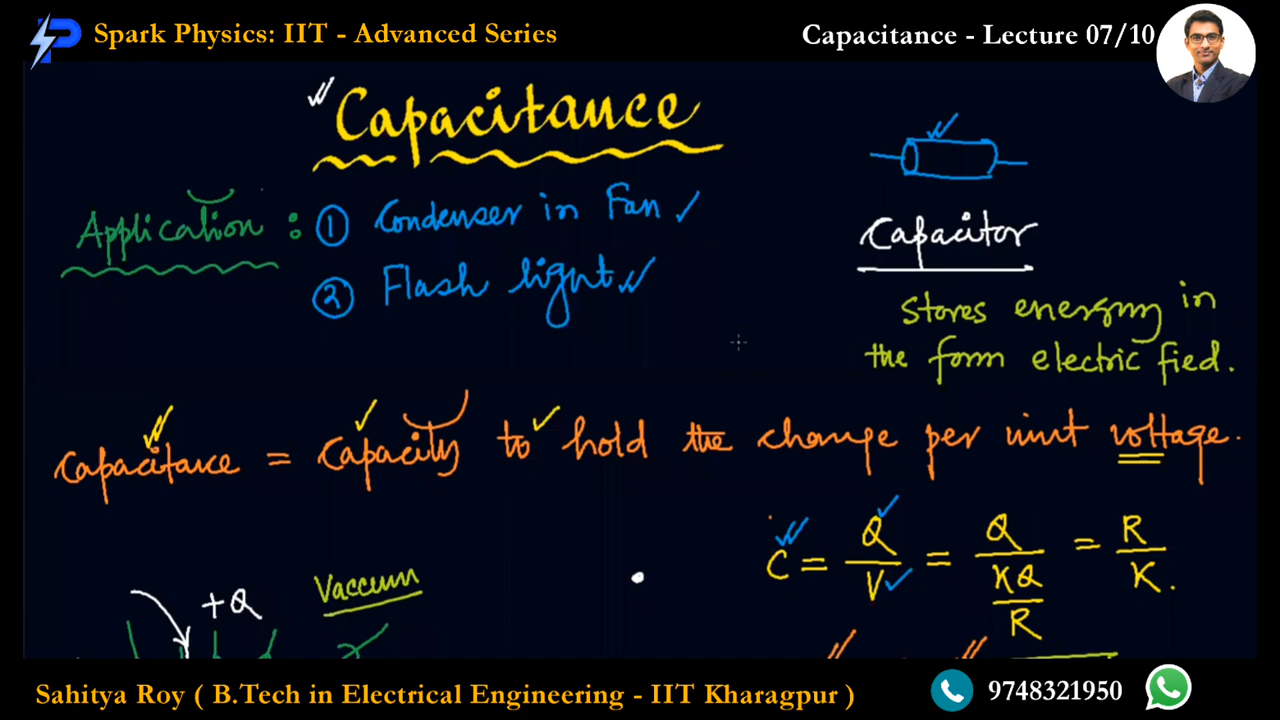 Spark Physics: IIT - Advanced Series
Capacitance - Lecture 07/10
Capacitance
Application : ① Condenser in Fan
② Flash light
Capacitor
Stores energy in
the form electric fied.
Capacitance = Capacity to hold the change per unit voltage.
C = Q/V = Q/(KQ/R) = R/K.
Vaccum
+Q
Sahitya Roy ( B.Tech in Electrical Engineering - IIT Kharagpur )
9748321950